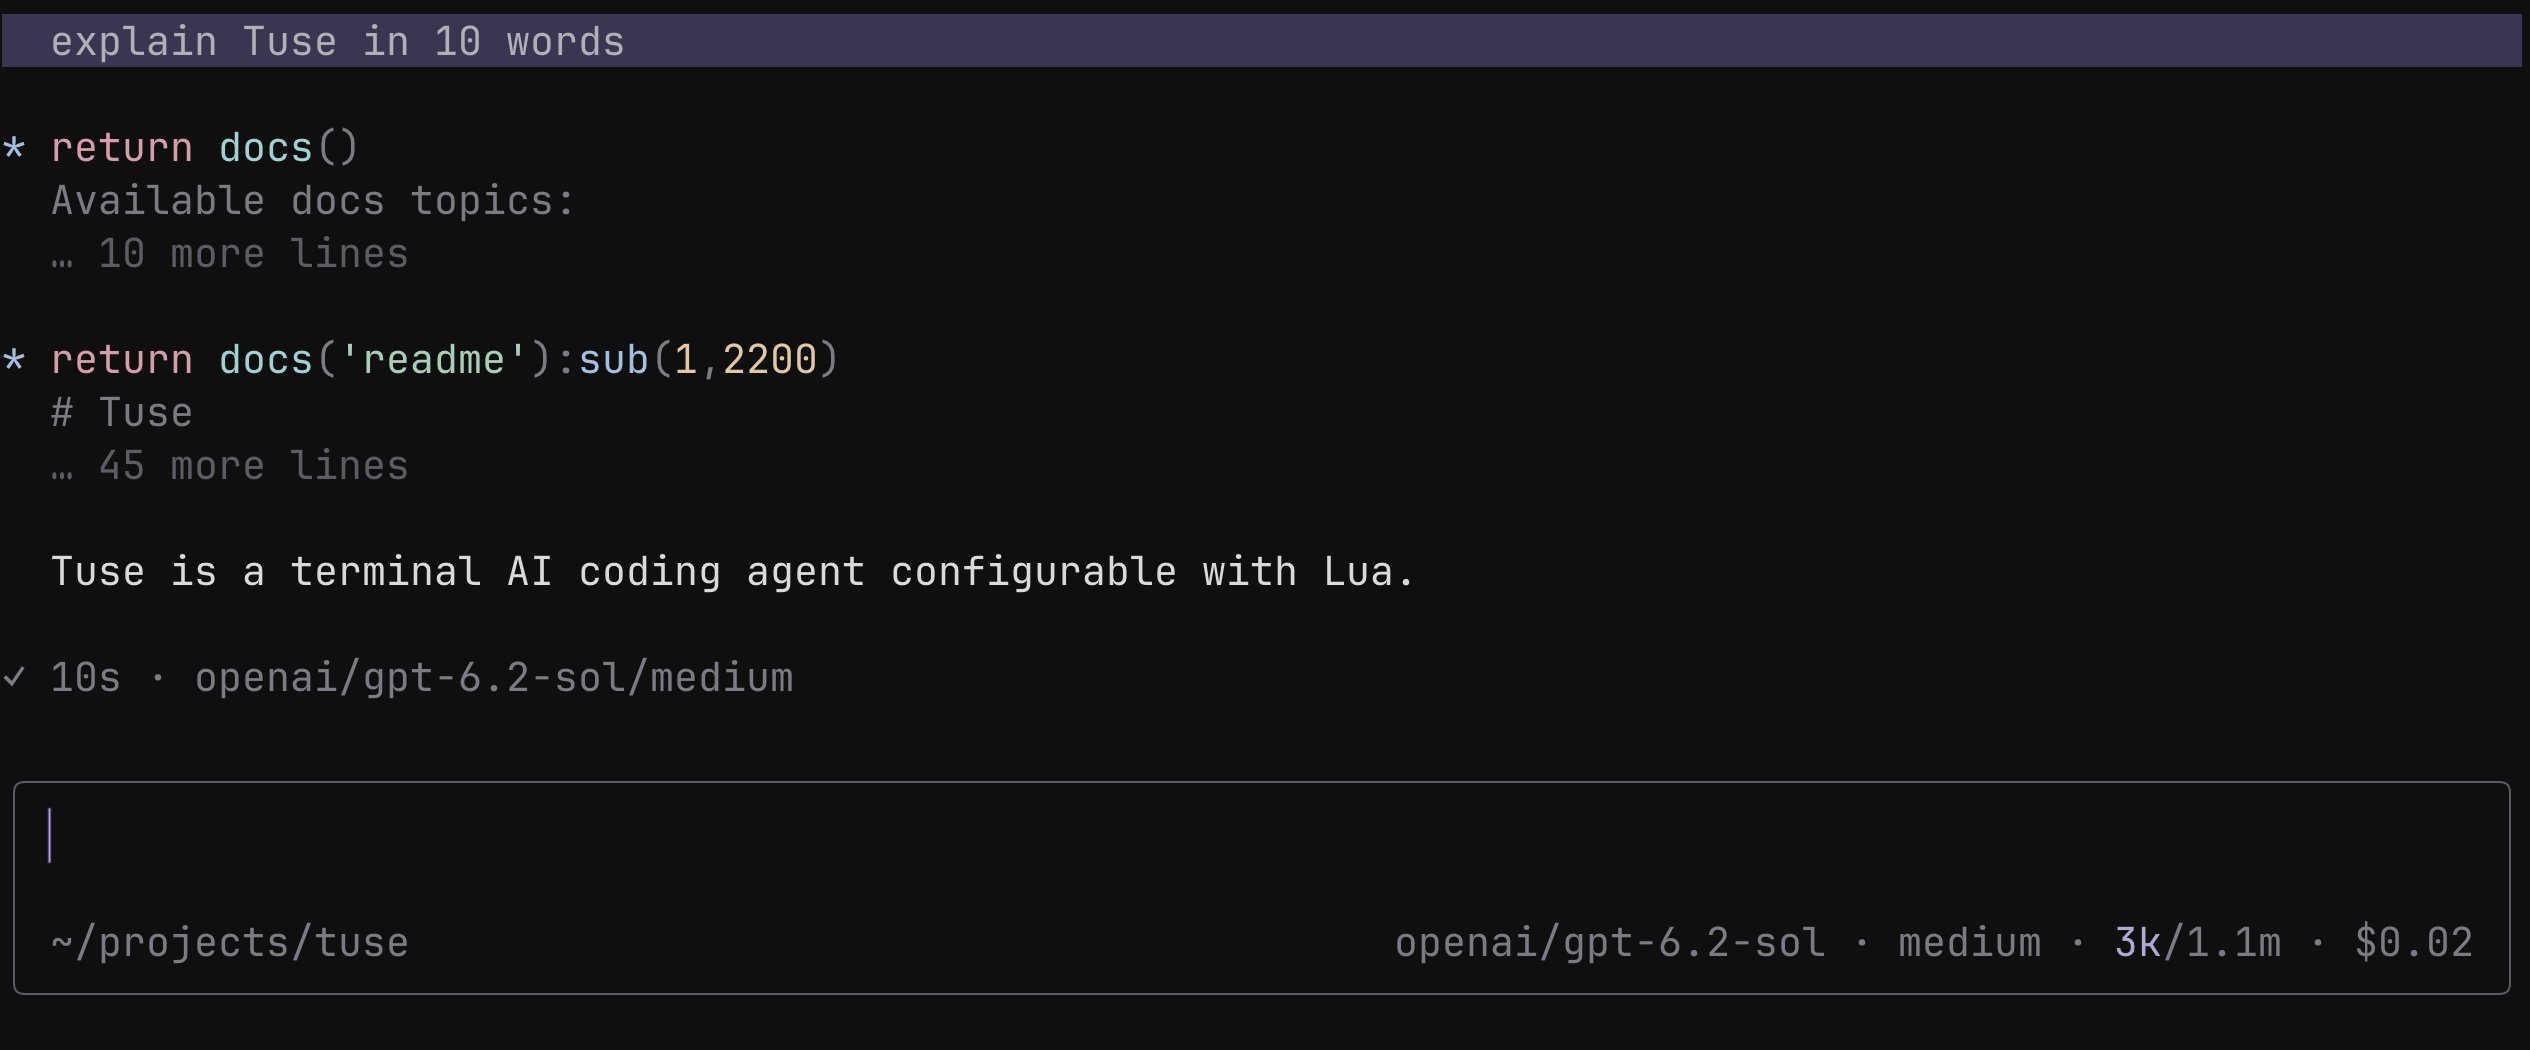 explain Tuse in 10 words
* return docs()
Available docs topics:
… 10 more lines
* return docs('readme'):sub(1,2200)
# Tuse
… 45 more lines
Tuse is a terminal AI coding agent configurable with Lua.
✓ 10s · openai/gpt-6.2-sol/medium
~/projects/tuse openai/gpt-6.2-sol · medium · 3k/1.1m · $0.02